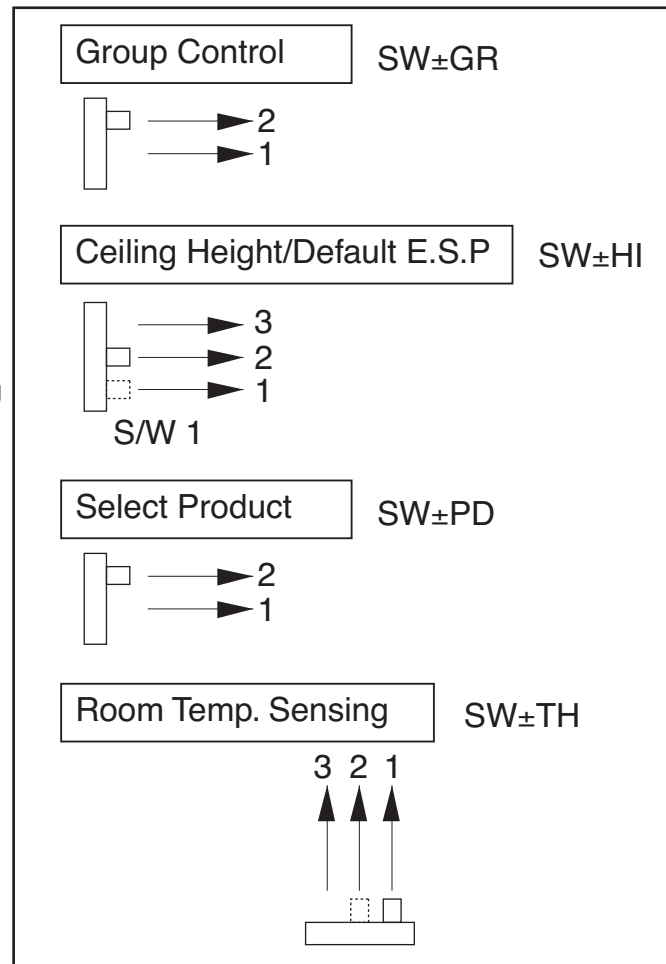 Group Control SW±GR
2
1
Ceiling Height/Default E.S.P SW±HI
3
2
1
S/W 1
Select Product SW±PD
2
1
Room Temp. Sensing SW±TH
3 2 1